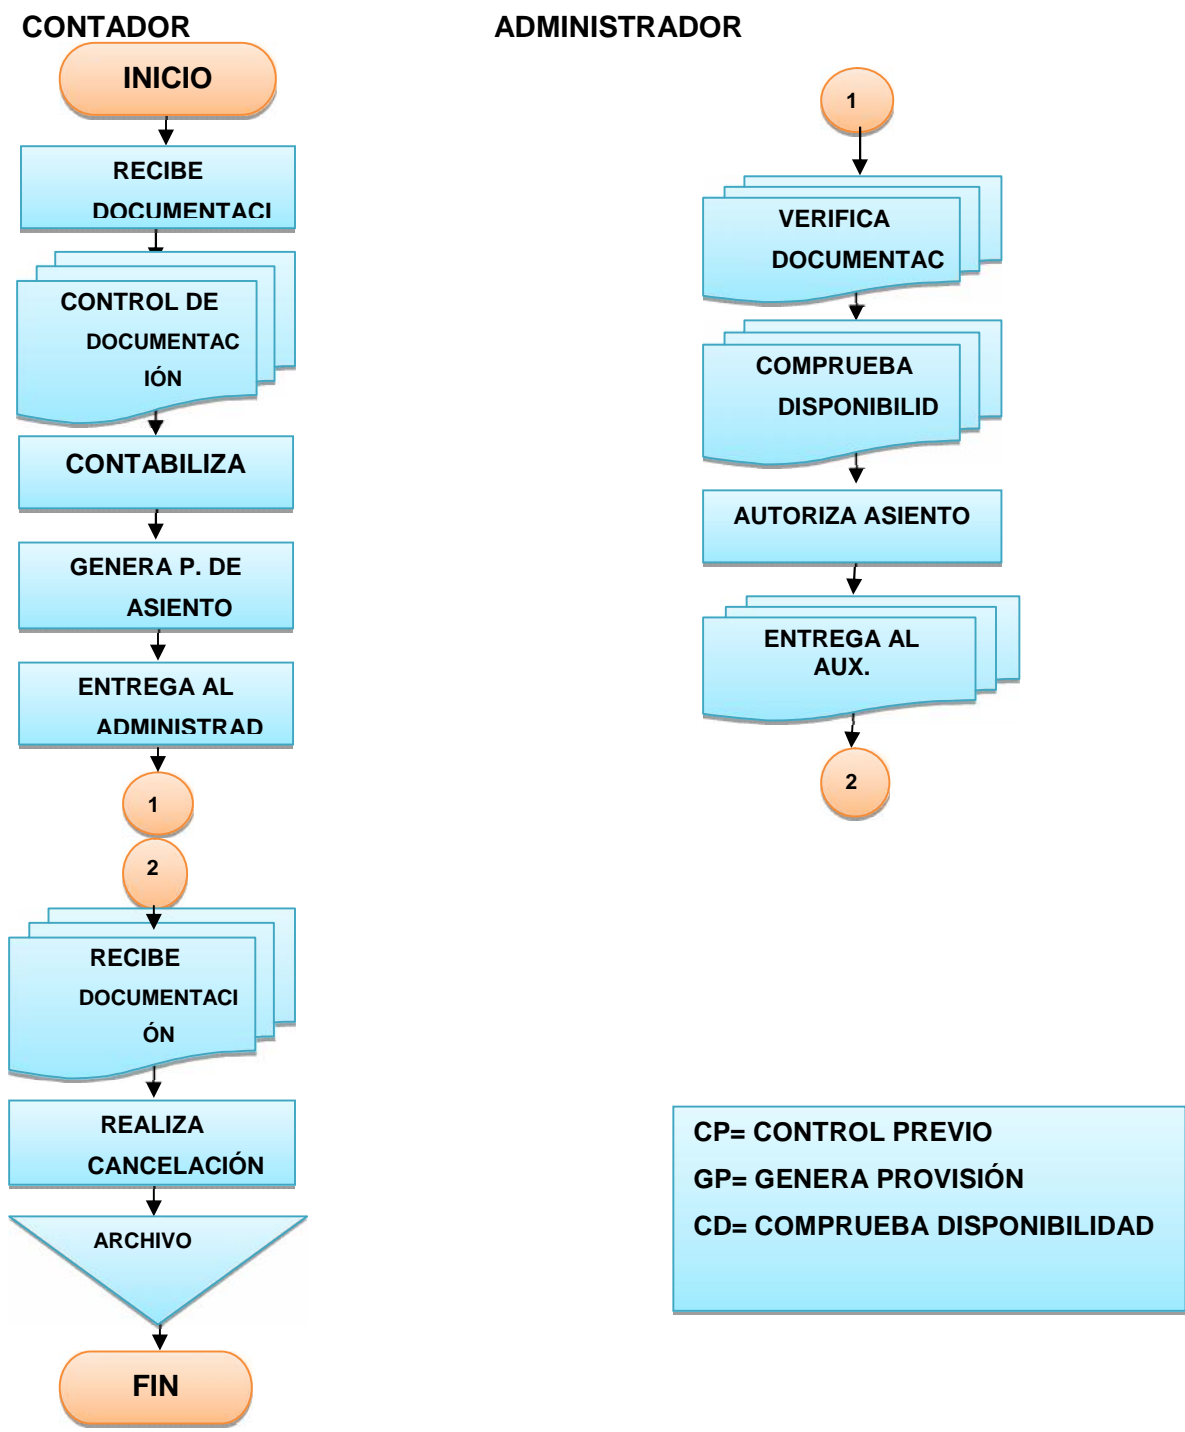 CONTADOR
INICIO
RECIBE
DOCUMENTACI
CONTROL DE
DOCUMENTAC
IÓN
CONTABILIZA
GENERA P. DE
ASIENTO
ENTREGA AL
ADMINISTRAD
1
2
RECIBE
DOCUMENTACI
ÓN
REALIZA
CANCELACIÓN
ARCHIVO
FIN
ADMINISTRADOR
1
VERIFICA
DOCUMENTAC
COMPRUEBA
DISPONIBILID
AUTORIZA ASIENTO
ENTREGA AL
AUX.
2
CP= CONTROL PREVIO
GP= GENERA PROVISIÓN
CD= COMPRUEBA DISPONIBILIDAD